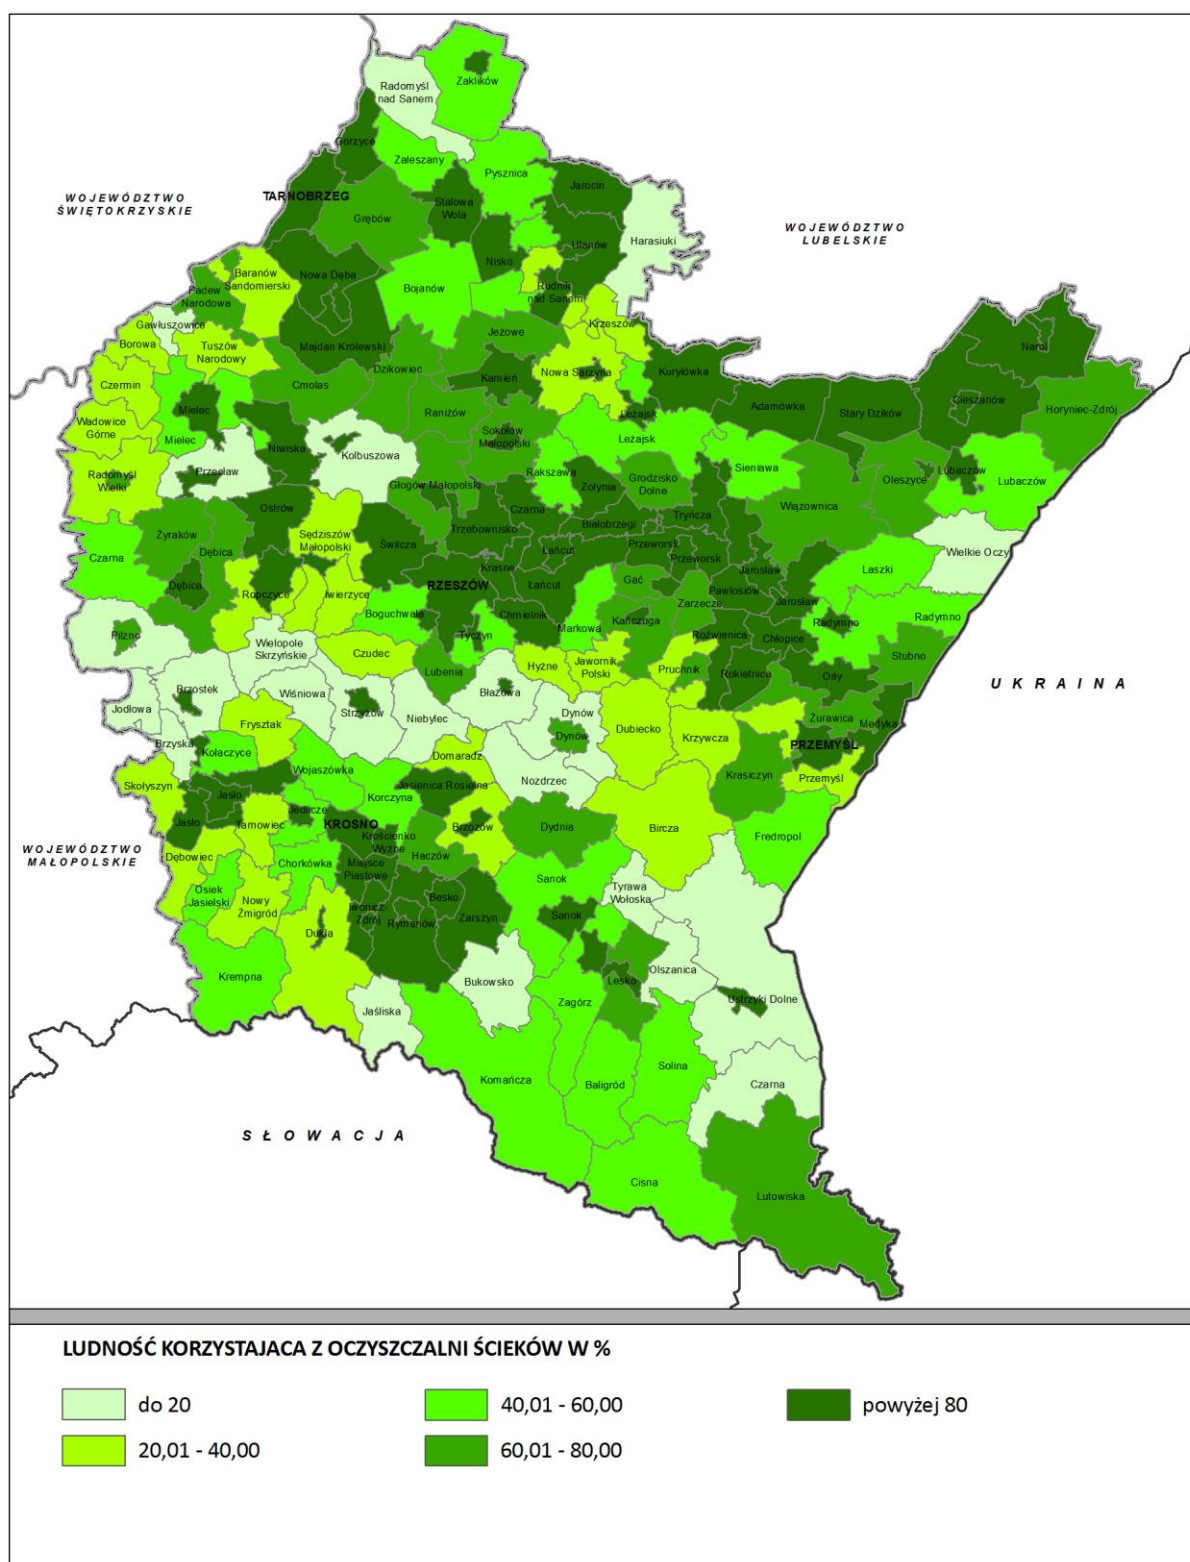 Zaklików
Radomyśl
nad Sanem
Gorzyce
Zaleszany
Pysznica
Jarocin
WOJEWÓDZTWO
ŚWIĘTOKRZYSKIE
TARNOBRZEG
Stalowa
Wola
Grębów
Ulanów
Harasiuki
WOJEWÓDZTWO
LUBELSKIE
Nisko
Nowa Dęba
Baranów
Sandomierski
Bojanów
Rudnik
nad Sanem
Padew
Narodowa
Gawłuszowice
Krzeszów
Jeżowe
Borowa
Tuszów
Narodowy
Majdan Królewski
Narol
Dzikowiec
Kamień
Nowa Sarzyna
Kuryłówka
Czermin
Cmolas
Cieszanów
Adamówka
Stary Dzików
Horyniec-Zdrój
Mielec
Raniżów
Leżajsk
Wadowice
Górne
Sokołów
Małopolski
Mielec
Niwiska
Leżajsk
Kolbuszowa
Sieniawa
Radomyśl
Wielki
Przecław
Rakszawa
Grodzisko
Dolne
Lubaczów
Oleszyce
Lubaczów
Głogów Małopolski
Żołynia
Wiązownica
Ostrów
Czarna
Tryńcza
Białobrzegi
Żyraków
Sędziszów
Małopolski
Trzebownisko
Świlcza
Przeworsk
Wielkie Oczy
Czarna
Dębica
Łańcut
Przeworsk
Krasne
Jarosław
Laszki
Dębica
RZESZÓW
Łańcut
Gać
Pawłosiów
Ropczyce
Iwierzyce
Zarzecze
Jarosław
Boguchwała
Chmielnik
Kańczuga
Radymno
Radymno
Pilzno
Tyczyn
Markowa
Roźwienica
Chłopice
Wielopole
Skrzyńskie
Czudec
Stubno
Hyżne
Jawornik
Polski
Pruchnik
Rokietnica
Lubenia
Orły
Brzostek
Wiśniowa
Błażowa
Jodłowa
Strzyżów
Niebylec
Dynów
Żurawica
Medyka
Frysztak
Dubiecko
Krzywcza
Dynów
Brzyska
Kołaczyce
PRZEMYŚL
Domaradz
Wojaszówka
Krasiczyn
Przemyśl
Skołyszyn
Nozdrzec
Jasienica Rosielna
Jasło
Korczyna
Jedlicze
Jasło
KROSNO
Tarnowiec
Brzozów
Dydnia
Bircza
Fredropol
Krościenko
Wyżne
WOJEWÓDZTWO
MAŁOPOLSKIE
Dębowiec
Chorkówka
Haczów
Miejsce
Piastowe
Sanok
Osiek
Jasielski
Tyrawa
Wołoska
Nowy
Żmigród
Besko
Iwonicz-
Zdrój
Zarszyn
Sanok
Rymanów
Dukla
Olszanica
Krempna
Bukowsko
Lesko
Ustrzyki Dolne
Jaśliska
Zagórz
Solina
Komańcza
Baligród
Czarna
Cisna
Lutowiska
UKRAINA
SŁOWACJA
LUDNOŚĆ KORZYSTAJACA Z OCZYSZCZALNI ŚCIEKÓW W %
do 20
40,01 - 60,00
powyżej 80
20,01 - 40,00
60,01 - 80,00